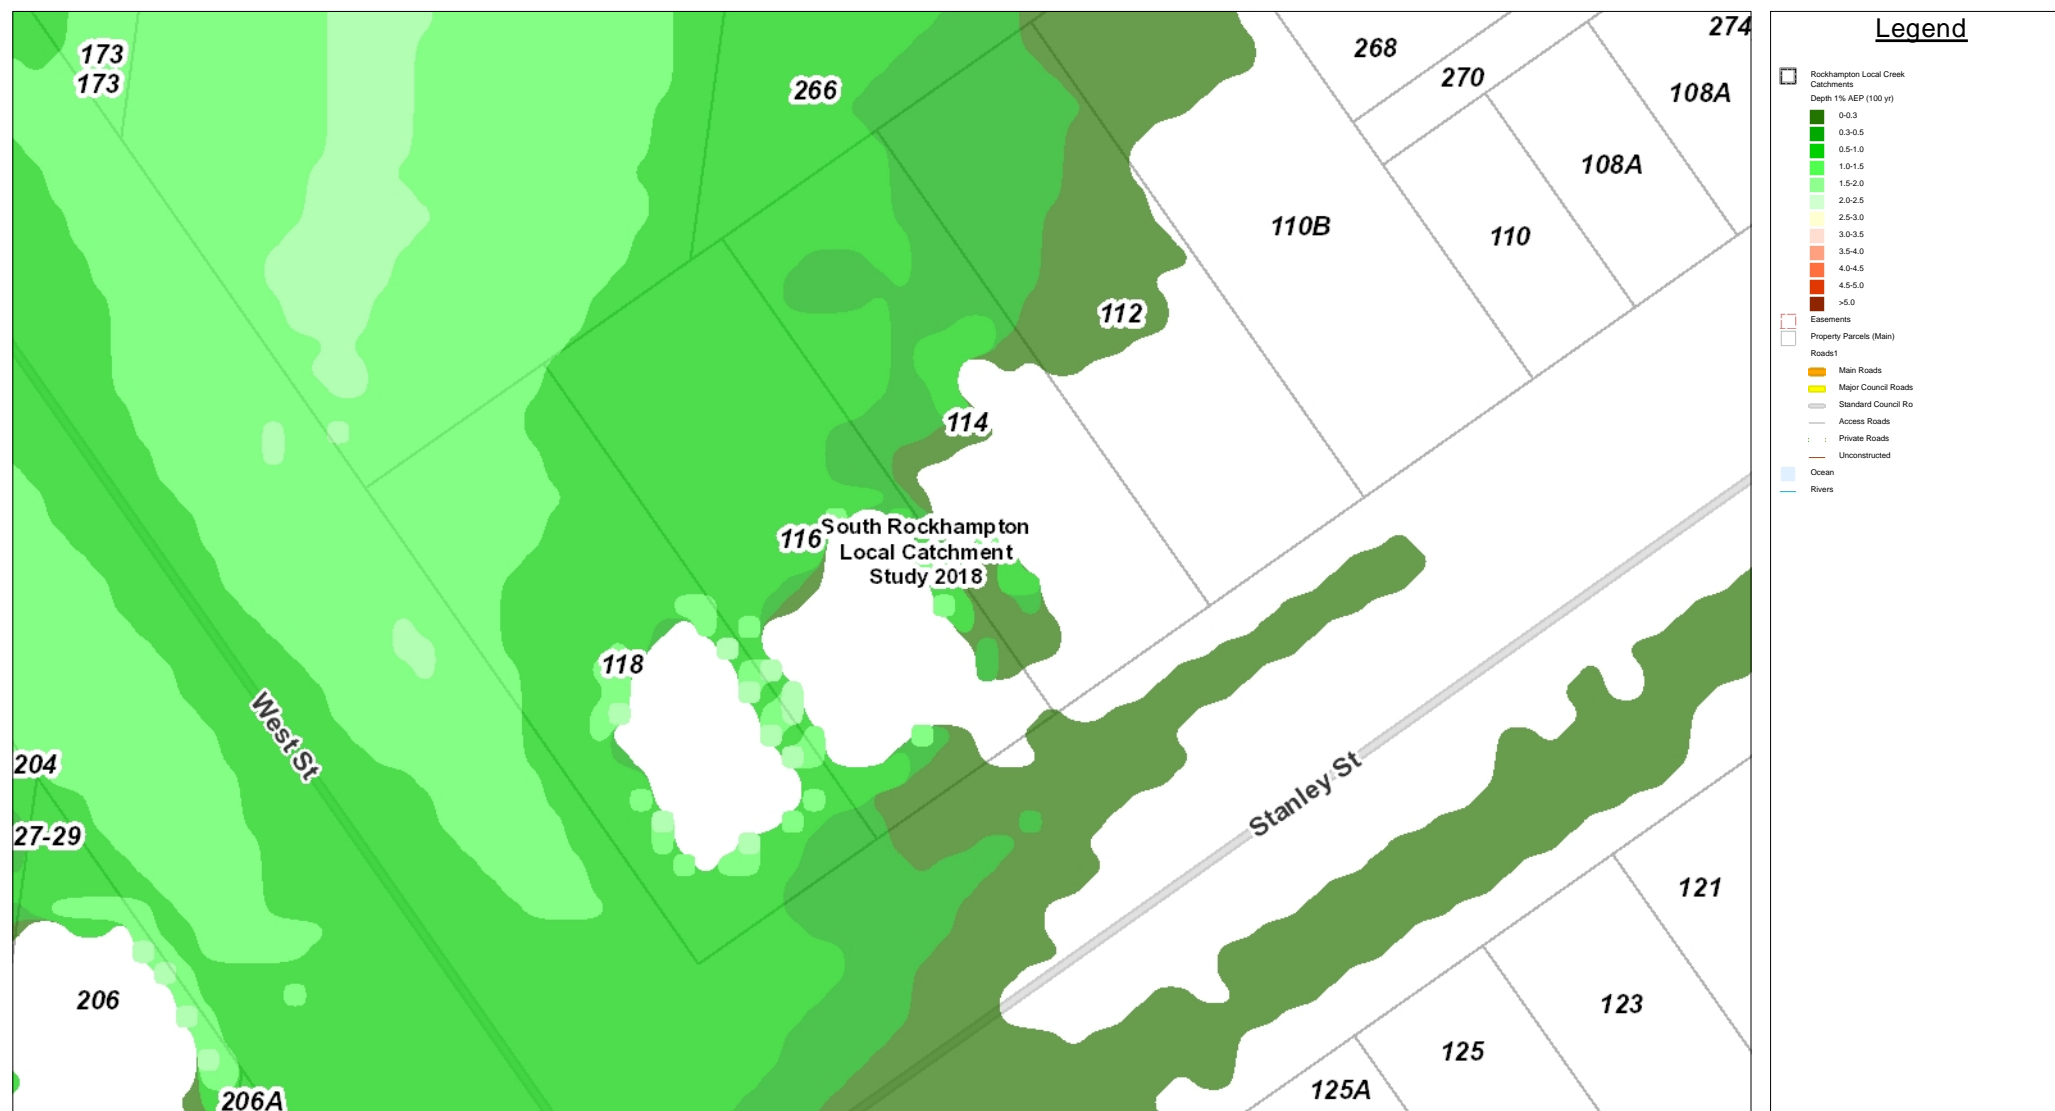 173
173
266
268
270
274
108A
108A
110B
110
112
114
116
South Rockhampton
Local Catchment
Study 2018
118
West St
204
27-29
Stanley St
121
206
123
125
125A
206A
Legend
Rockhampton Local Creek
Catchments
Depth 1% AEP (100 yr)
0-0.3
0.3-0.5
0.5-1.0
1.0-1.5
1.5-2.0
2.0-2.5
2.5-3.0
3.0-3.5
3.5-4.0
4.0-4.5
4.5-5.0
>5.0
Easements
Property Parcels (Main)
Roads1
Main Roads
Major Council Roads
Standard Council Ro
Access Roads
Private Roads
Unconstructed
Ocean
Rivers